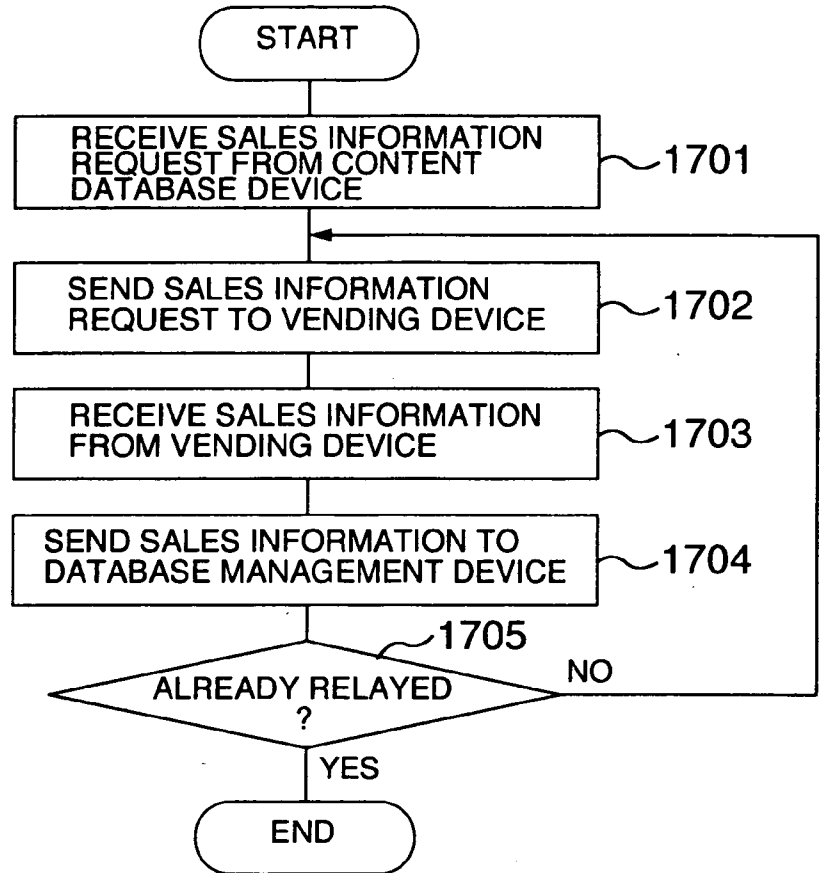 START
RECEIVE SALES INFORMATION
REQUEST FROM CONTENT
DATABASE DEVICE
1701
SEND SALES INFORMATION
REQUEST TO VENDING DEVICE
1702
RECEIVE SALES INFORMATION
FROM VENDING DEVICE
1703
SEND SALES INFORMATION TO
DATABASE MANAGEMENT DEVICE
1704
1705
ALREADY RELAYED
?
NO
YES
END